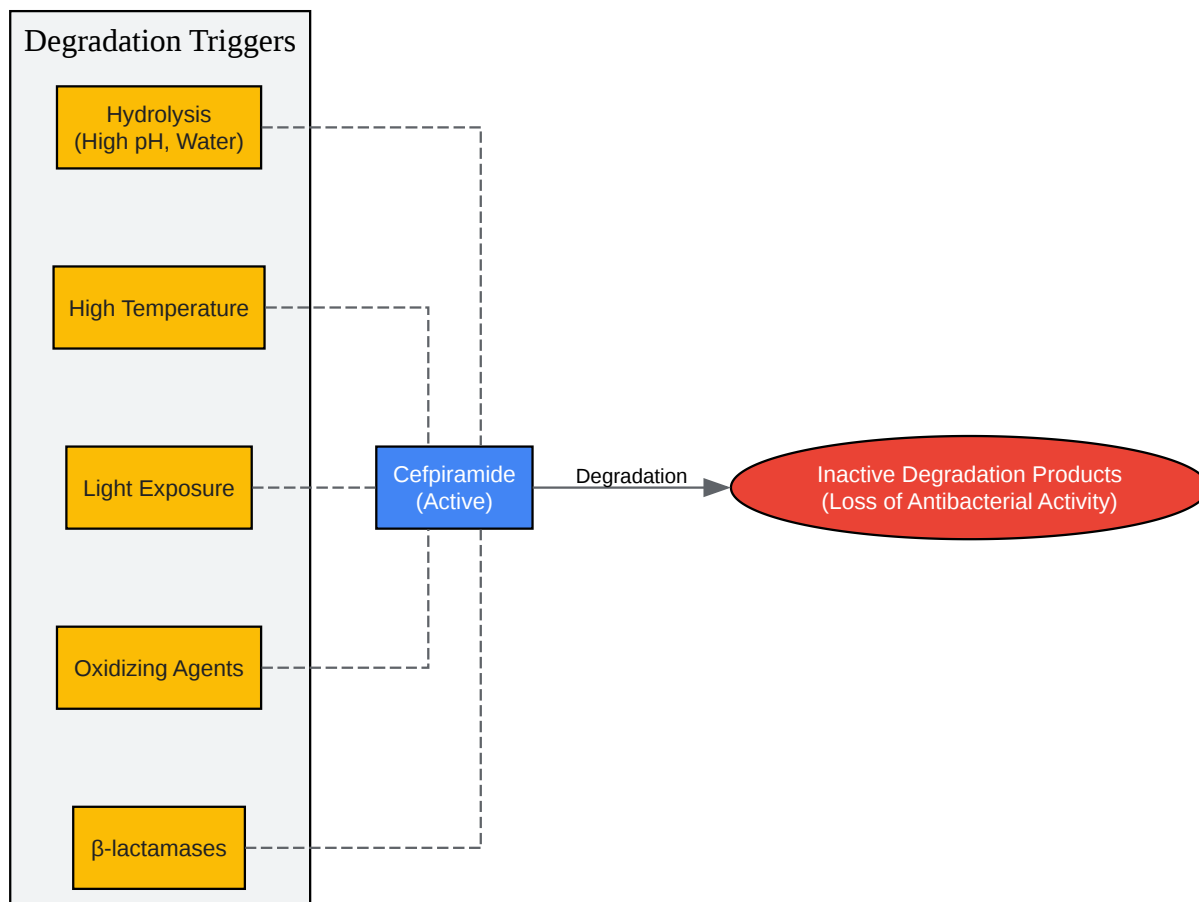 Degradation Triggers
Hydrolysis
(High pH, Water)
High Temperature
Light Exposure
Oxidizing Agents
β-lactamases
Cefpiramide
(Active)
Degradation
Inactive Degradation Products
(Loss of Antibacterial Activity)